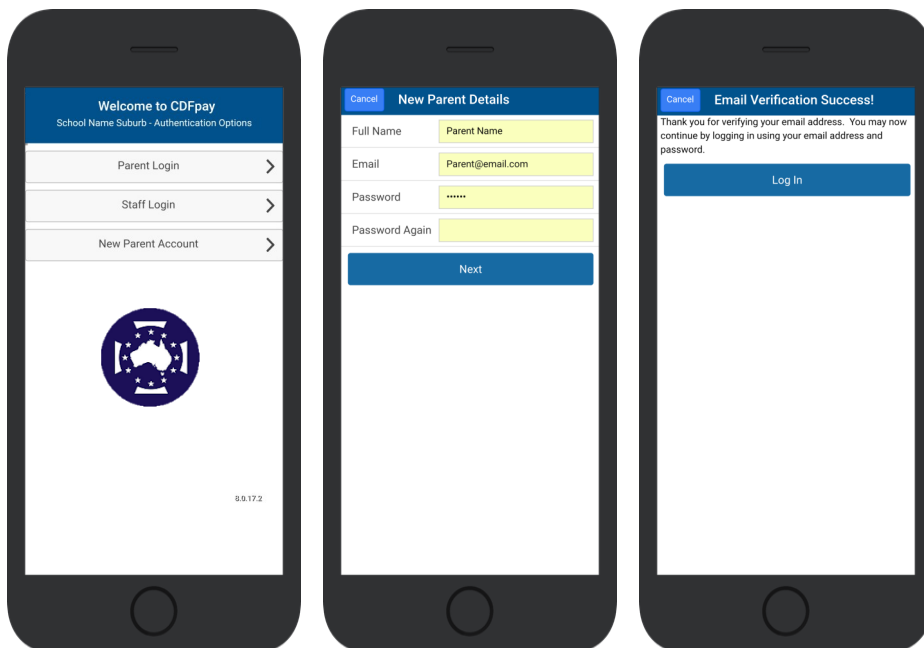 Welcome to CDFpay
School Name Suburb - Authentication Options
Parent Login
Staff Login
New Parent Account
8.0.17.2
Cancel New Parent Details
Full Name Parent Name
Email Parent@email.com
Password ••••••
Password Again
Next
Cancel Email Verification Success!
Thank you for verifying your email address. You may now
continue by logging in using your email address and
password.
Log In